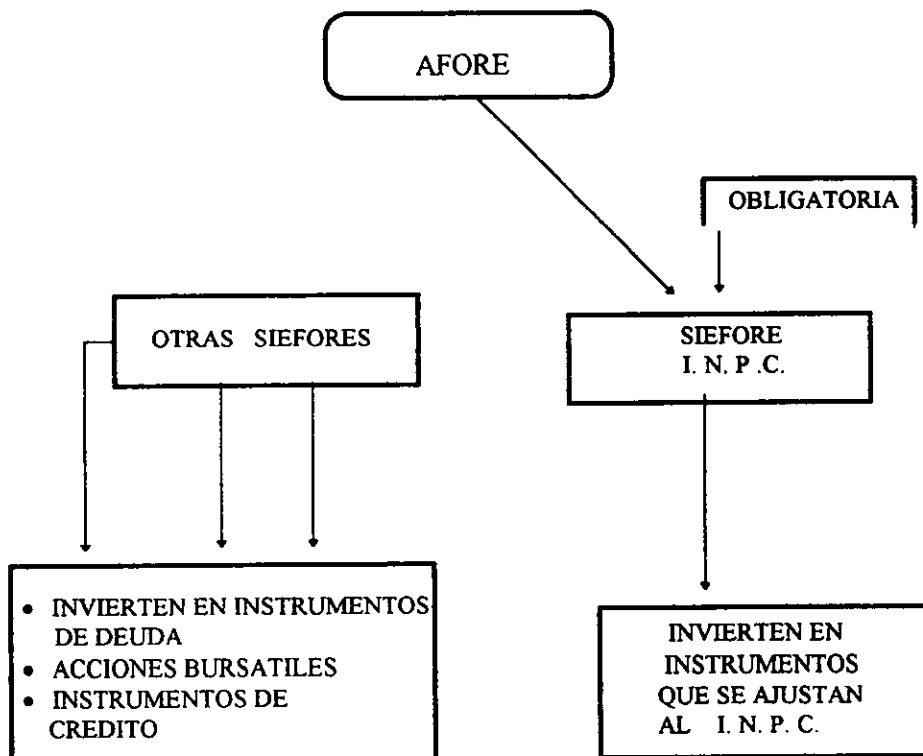 AFORE
OBLIGATORIA
OTRAS SIEFORES
SIEFORE
I. N. P .C.
• INVIERTEN EN INSTRUMENTOS
DE DEUDA
• ACCIONES BURSATILES
• INSTRUMENTOS DE
CREDITO
INVIERTEN EN
INSTRUMENTOS
QUE SE AJUSTAN
AL I. N. P. C.